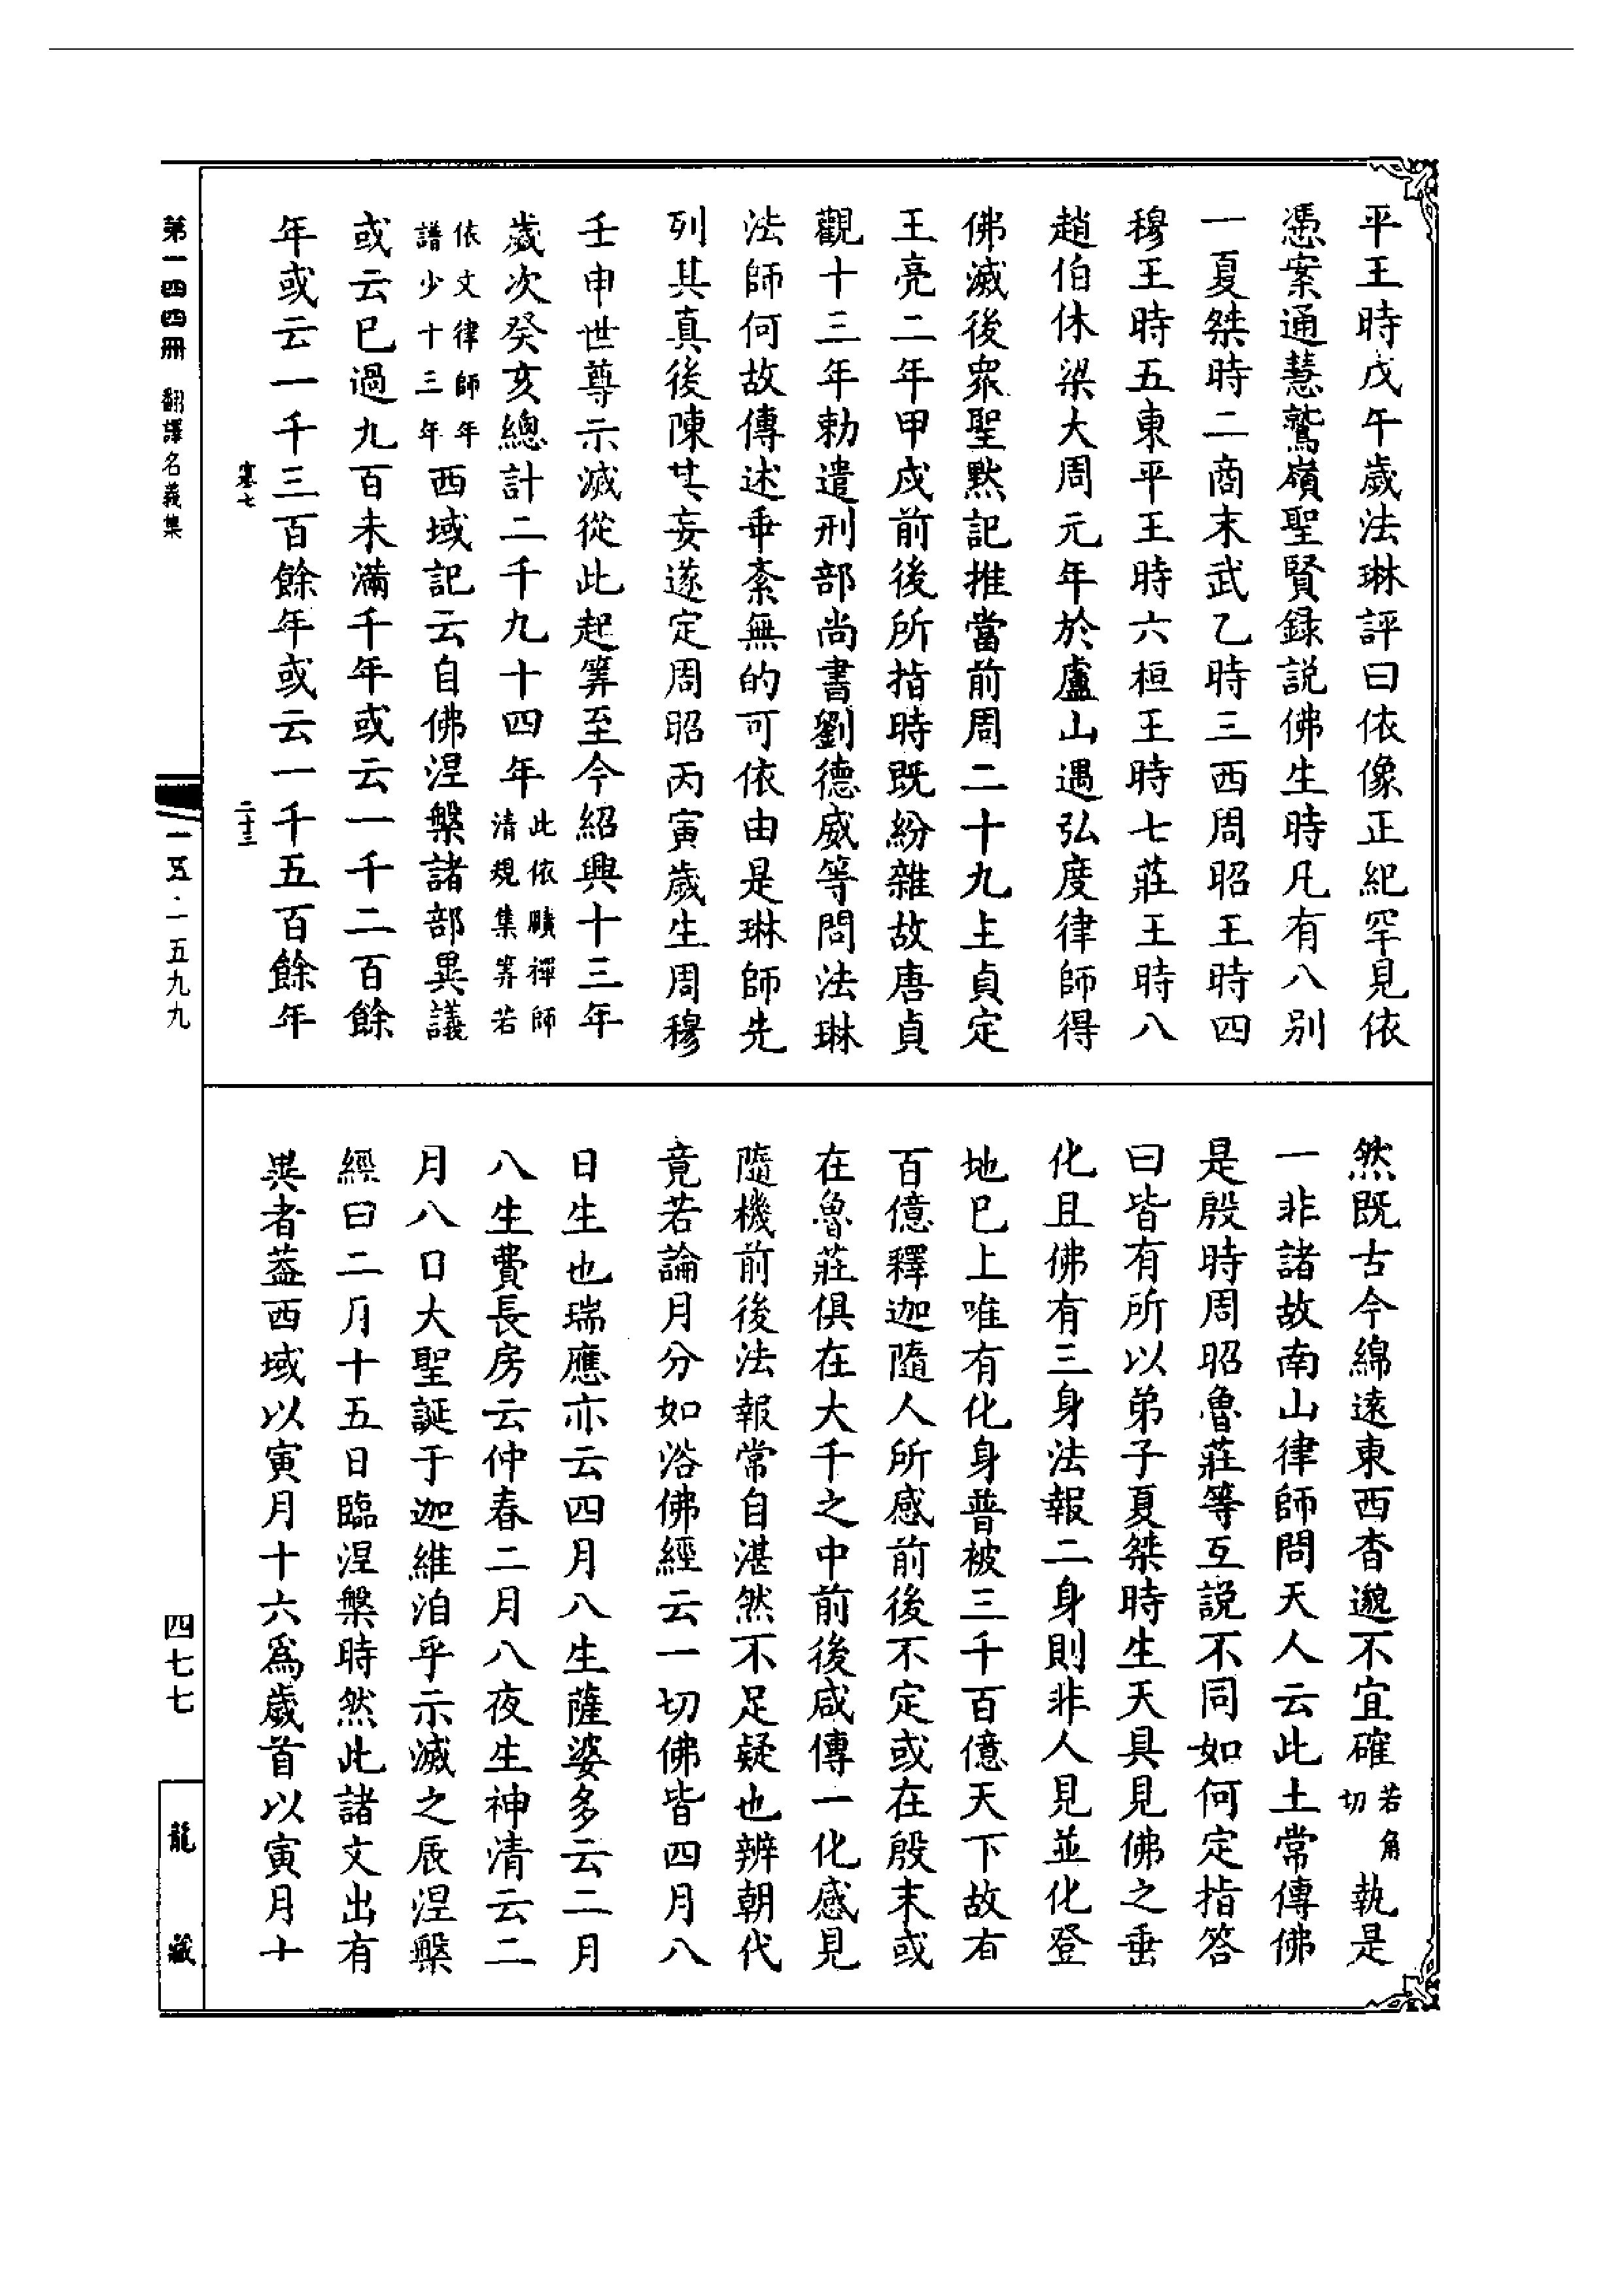 平王時戊午歲法琳評曰依像正紀罕見依
憑案通慧鷲嶺聖賢録説佛生時凡有八別
一夏桀時二商末武乙時三西周昭王時四
穆王時五東平王時六桓王時七莊王時八
趙伯休梁大周元年於廬山遇弘度律師得
佛滅後衆聖㸃記推當前周二十九主貞定
王亮二年甲戌前後所指時既紛雜故唐貞
觀十三年勅遣刑部尚書劉德威等問法琳
法師何故傳述乖紊無的可依由是琳師先
列其真後陳其妄遂定周昭丙寅歲生周穆
壬申世尊示滅從此起筭至今紹興十三年
歲次癸亥總計二千九十四年此依賾禪師清規集筭若
依文律師年譜少十三年西域記云自佛涅槃諸部異議
或云已過九百未滿千年或云一千二百餘
年或云一千三百餘年或云一千五百餘年
塞七
二十三
然既古今綿遠東西杳邈不宜確若角切執是
一非諸故南山律師問天人云此土常傳佛
是殷時周昭魯莊等互説不同如何定指答
曰皆有所以弟子夏桀時生天具見佛之垂
化且佛有三身法報二身則非人見並化登
地已上唯有化身普被三千百億天下故有
百億釋迦隨人所感前後不定或在殷末或
在魯莊俱在大千之中前後咸傳一化感見
隨機前後法報常自湛然不足疑也辨朝代
竟若論月分如浴佛經云一切佛皆四月八
日生也瑞應亦云四月八生薩婆多云二月
八生費長房云仲春二月八夜生神清云二
月八日大聖誕于迦維洎乎示滅之辰涅槃
經曰二月十五日臨涅槃時然此諸文出有
異者葢西域以寅月十六爲歲首以寅月十
第一四四冊 翻譯名義集
一五·一五九九
四七七
龍藏